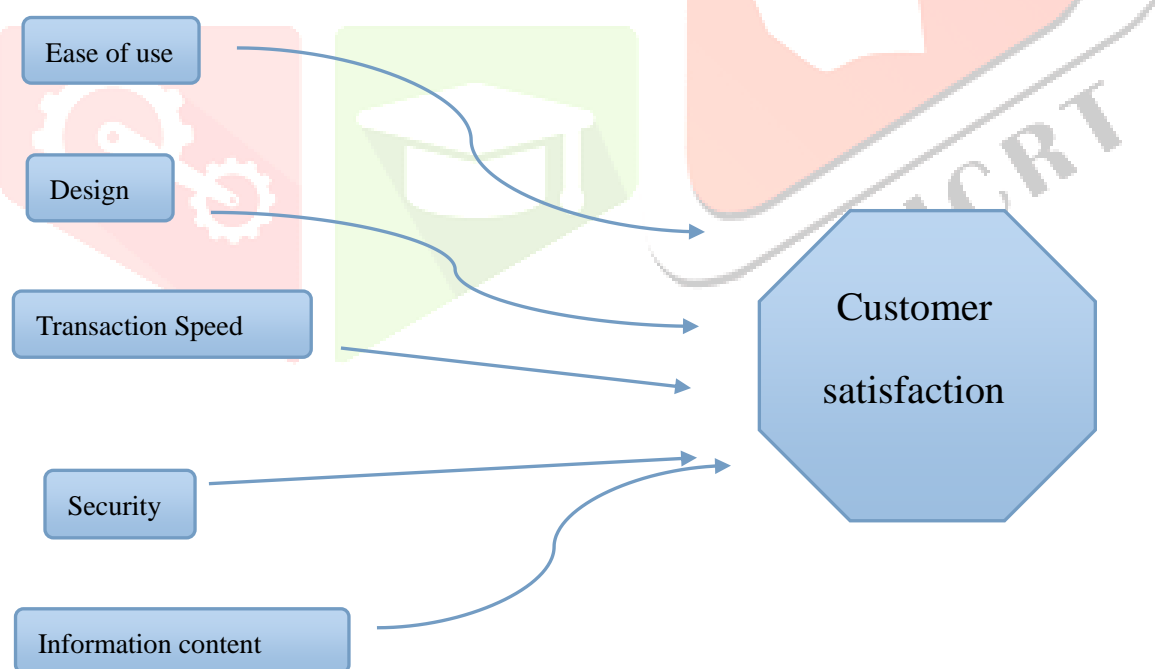 Ease of use
Design
Transaction Speed
Customer
satisfaction
Security
Information content